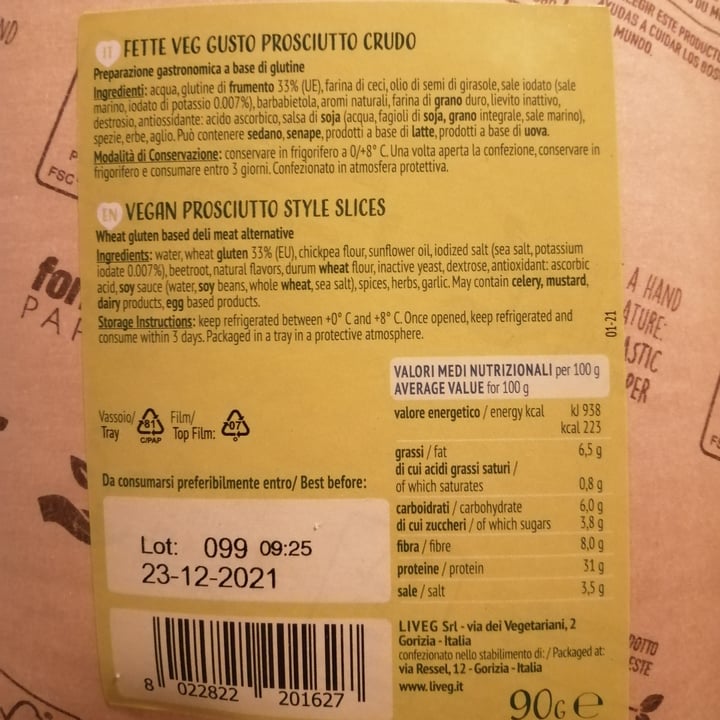 IT FETTE VEG GUSTO PROSCIUTTO CRUDO
Preparazione gastronomica a base di glutine
Ingredienti: acqua, glutine di frumento 33% (UE), farina di ceci, olio di semi di girasole, sale iodato (sale
marino, iodato di potassio 0.007%), barbabietola, aromi naturali, farina di grano duro, lievito inattivo,
destrosio, antiossidante: acido ascorbico, salsa di soia (acqua, fagioli di soja, grano integrale, sale marino),
spezie, erbe, aglio. Può contenere sedano, senape, prodotti a base di latte, prodotti a base di uova.
Modalità di Conservazione: conservare in frigorifero a 0/+8° C. Una volta aperta la confezione, conservare in
frigorifero e consumare entro 3 giorni. Confezionato in atmosfera protettiva.
EN VEGAN PROSCIUTTO STYLE SLICES
Wheat gluten based deli meat alternative
Ingredients: water, wheat gluten 33% (EU), chickpea flour, sunflower oil, iodized salt (sea salt, potassium
iodate 0.007%), beetroot, natural flavors, durum wheat flour, inactive yeast, dextrose, antioxidant: ascorbic
acid, soy sauce (water, soy beans, whole wheat, sea salt), spices, herbs, garlic. May contain celery, mustard,
dairy products, egg based products.
Storage Instructions: keep refrigerated between +0° C and +8° C. Once opened, keep refrigerated and
consume within 3 days. Packaged in a tray in a protective atmosphere.
01-21
Vassoio/
Tray
81
C/PAP
Film/
Top Film:
07
Da consumarsi preferibilmente entro/ Best before:
Lot: 099 09:25
23-12-2021
8 022822 201627
VALORI MEDI NUTRIZIONALI per 100 g
AVERAGE VALUE for 100 g
valore energetico / energy kcal kJ 938
kcal 223
grassi / fat 6,5 g
di cui acidi grassi saturi /
of which saturates 0,8 g
carboidrati / carbohydrate 6,0 g
di cui zuccheri / of which sugars 3,8 g
fibra / fibre 8,0 g
proteine / protein 31 g
sale / salt 3,5 g
LIVEG Srl - via dei Vegetariani, 2
Gorizia - Italia
confezionato nello stabilimento di: / Packaged at:
via Ressel, 12 - Gorizia - Italia
www.liveg.it
90G e
ESTE PRODUCT
AYUDAS A CUIDAR LOS BOS
MUNDO.
FSC
PAP
A HAND
ATURE:
ASTIC
PER